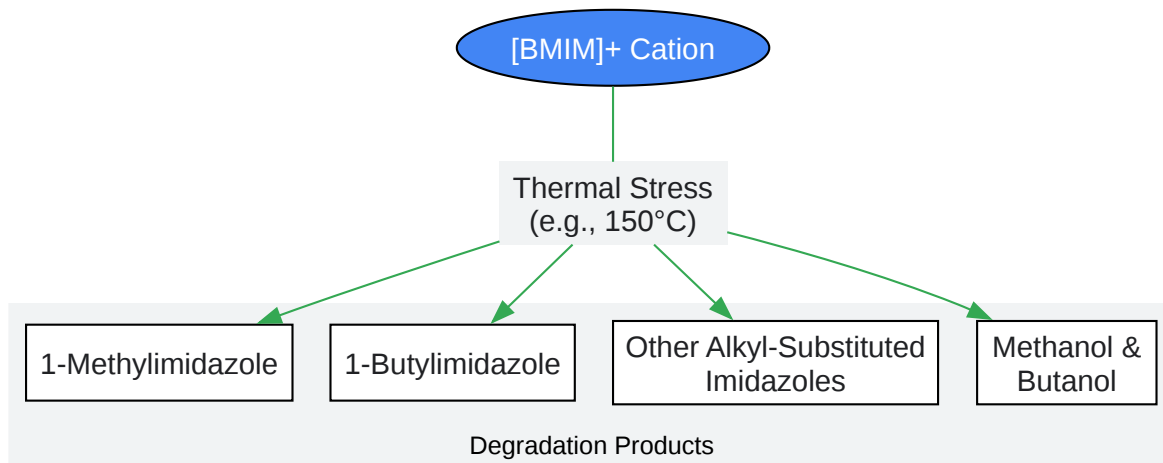 [BMIM]+ Cation
Thermal Stress
(e.g., 150°C)
1-Methylimidazole
1-Butylimidazole
Other Alkyl-Substituted
Imidazoles
Methanol &
Butanol
Degradation Products